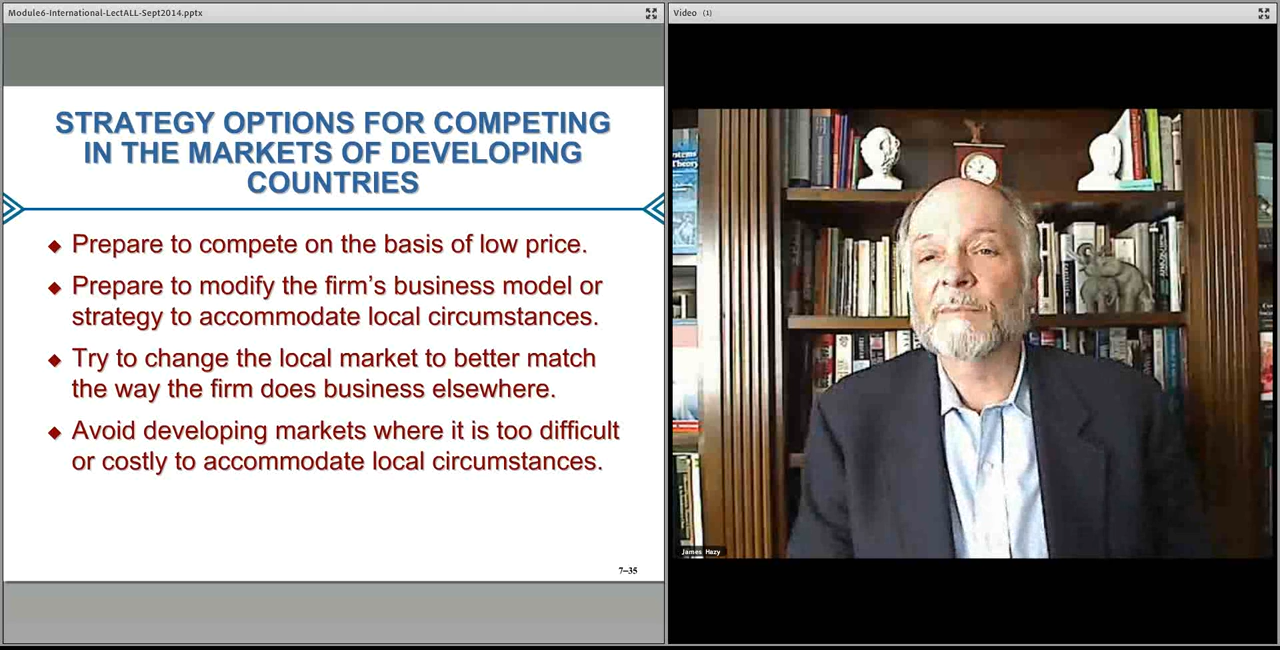 Module6-International-LectALL-Sept2014.pptx
STRATEGY OPTIONS FOR COMPETING
IN THE MARKETS OF DEVELOPING
COUNTRIES
Prepare to compete on the basis of low price.
Prepare to modify the firm’s business model or
strategy to accommodate local circumstances.
Try to change the local market to better match
the way the firm does business elsewhere.
Avoid developing markets where it is too difficult
or costly to accommodate local circumstances.
7–35
Video (1)
Theory
James Hazy